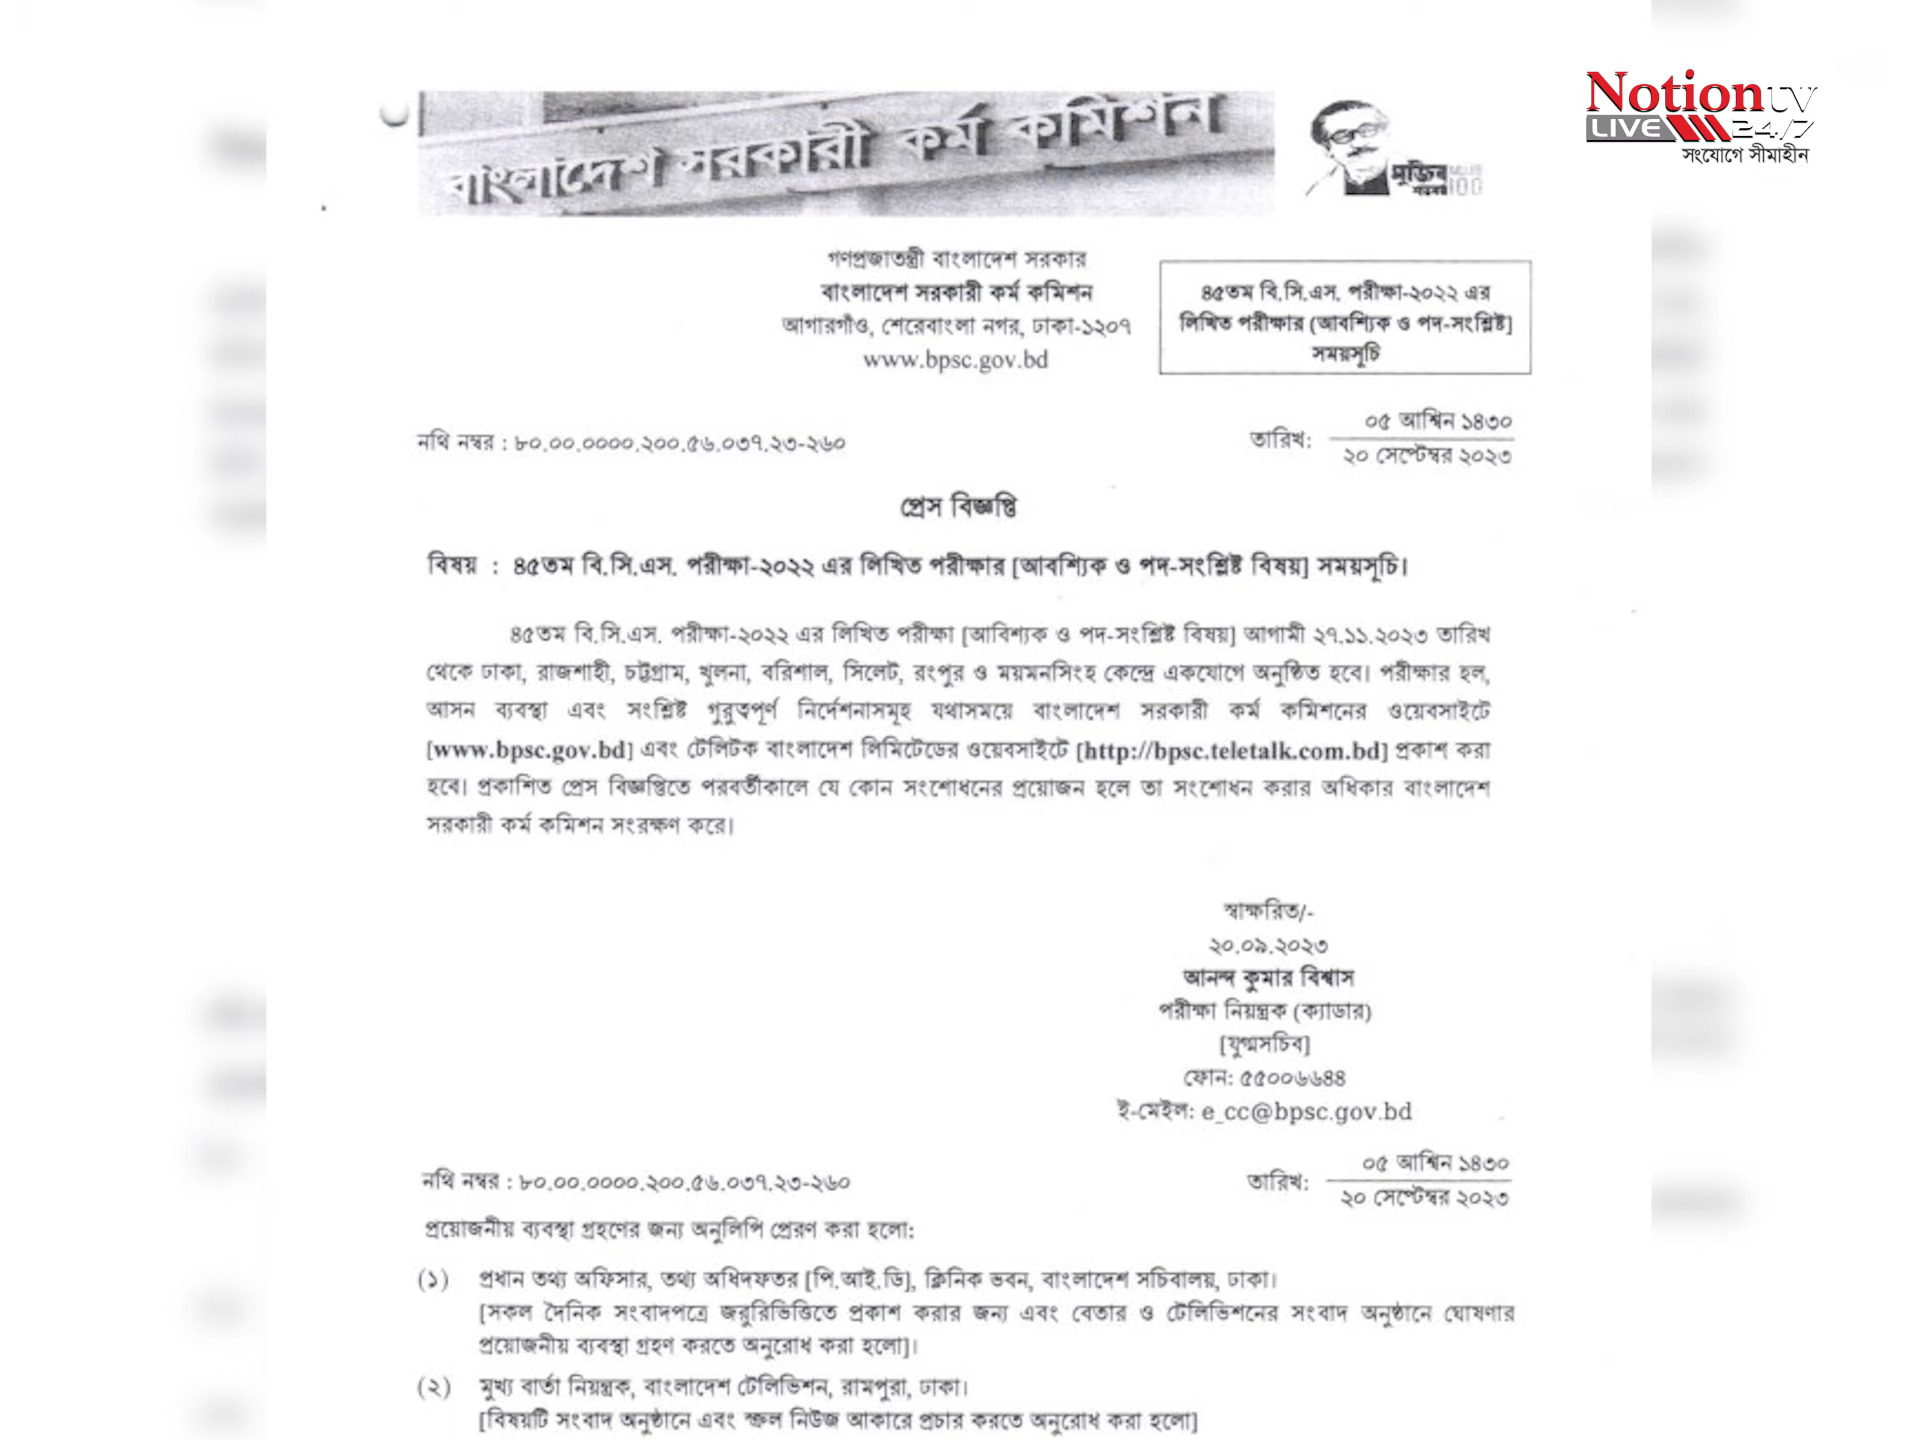 Notiontv
LIVE 24/7
সংযোগে সীমাহীন
বাংলাদেশ সরকারী কর্ম কমিশন
মুজিব
শতবর্ষ 100
গণপ্রজাতন্ত্রী বাংলাদেশ সরকার
বাংলাদেশ সরকারী কর্ম কমিশন
আগারগাঁও, শেরেবাংলা নগর, ঢাকা-১২০৭
www.bpsc.gov.bd
৪৫তম বি.সি.এস. পরীক্ষা-২০২২ এর
লিখিত পরীক্ষার (আবশ্যিক ও পদ-সংশ্লিষ্ট]
সময়সূচি
নথি নম্বর : ৮০.০০.০০০০.২০০.৫৬.০৩৭.২৩-২৬০
তারিখ:
০৫ আশ্বিন ১৪৩০
২০ সেপ্টেম্বর ২০২৩
প্রেস বিজ্ঞপ্তি
বিষয় : ৪৫তম বি.সি.এস. পরীক্ষা-২০২২ এর লিখিত পরীক্ষার [আবশ্যিক ও পদ-সংশ্লিষ্ট বিষয়] সময়সূচি।
৪৫তম বি.সি.এস. পরীক্ষা-২০২২ এর লিখিত পরীক্ষা [আবিশ্যক ও পদ-সংশ্লিষ্ট বিষয়] আগামী ২৭.১১.২০২৩ তারিখ
থেকে ঢাকা, রাজশাহী, চট্টগ্রাম, খুলনা, বরিশাল, সিলেট, রংপুর ও ময়মনসিংহ কেন্দ্রে একযোগে অনুষ্ঠিত হবে। পরীক্ষার হল,
আসন ব্যবস্থা এবং সংশ্লিষ্ট গুরুত্বপূর্ণ নির্দেশনাসমূহ যথাসময়ে বাংলাদেশ সরকারী কর্ম কমিশনের ওয়েবসাইটে
[www.bpsc.gov.bd] এবং টেলিটক বাংলাদেশ লিমিটেডের ওয়েবসাইটে [http://bpsc.teletalk.com.bd] প্রকাশ করা
হবে। প্রকাশিত প্রেস বিজ্ঞপ্তিতে পরবর্তীকালে যে কোন সংশোধনের প্রয়োজন হলে তা সংশোধন করার অধিকার বাংলাদেশ
সরকারী কর্ম কমিশন সংরক্ষণ করে।
স্বাক্ষরিত/-
২০.০৯.২০২৩
আনন্দ কুমার বিশ্বাস
পরীক্ষা নিয়ন্ত্রক (ক্যাডার)
[যুগ্মসচিব]
ফোন: ৫৫০০৬৬৪৪
ই-মেইল: e_cc@bpsc.gov.bd
নথি নম্বর : ৮০.০০.০০০০.২০০.৫৬.০৩৭.২৩-২৬০
তারিখ:
০৫ আশ্বিন ১৪৩০
২০ সেপ্টেম্বর ২০২৩
প্রয়োজনীয় ব্যবস্থা গ্রহণের জন্য অনুলিপি প্রেরণ করা হলো:
(১) প্রধান তথ্য অফিসার, তথ্য অধিদফতর [পি.আই.ডি], ক্লিনিক ভবন, বাংলাদেশ সচিবালয়, ঢাকা।
[সকল দৈনিক সংবাদপত্রে জরুরিভিত্তিতে প্রকাশ করার জন্য এবং বেতার ও টেলিভিশনের সংবাদ অনুষ্ঠানে ঘোষণার
প্রয়োজনীয় ব্যবস্থা গ্রহণ করতে অনুরোধ করা হলো]।
(২) মুখ্য বার্তা নিয়ন্ত্রক, বাংলাদেশ টেলিভিশন, রামপুরা, ঢাকা।
[বিষয়টি সংবাদ অনুষ্ঠানে এবং স্ক্রল নিউজ আকারে প্রচার করতে অনুরোধ করা হলো]